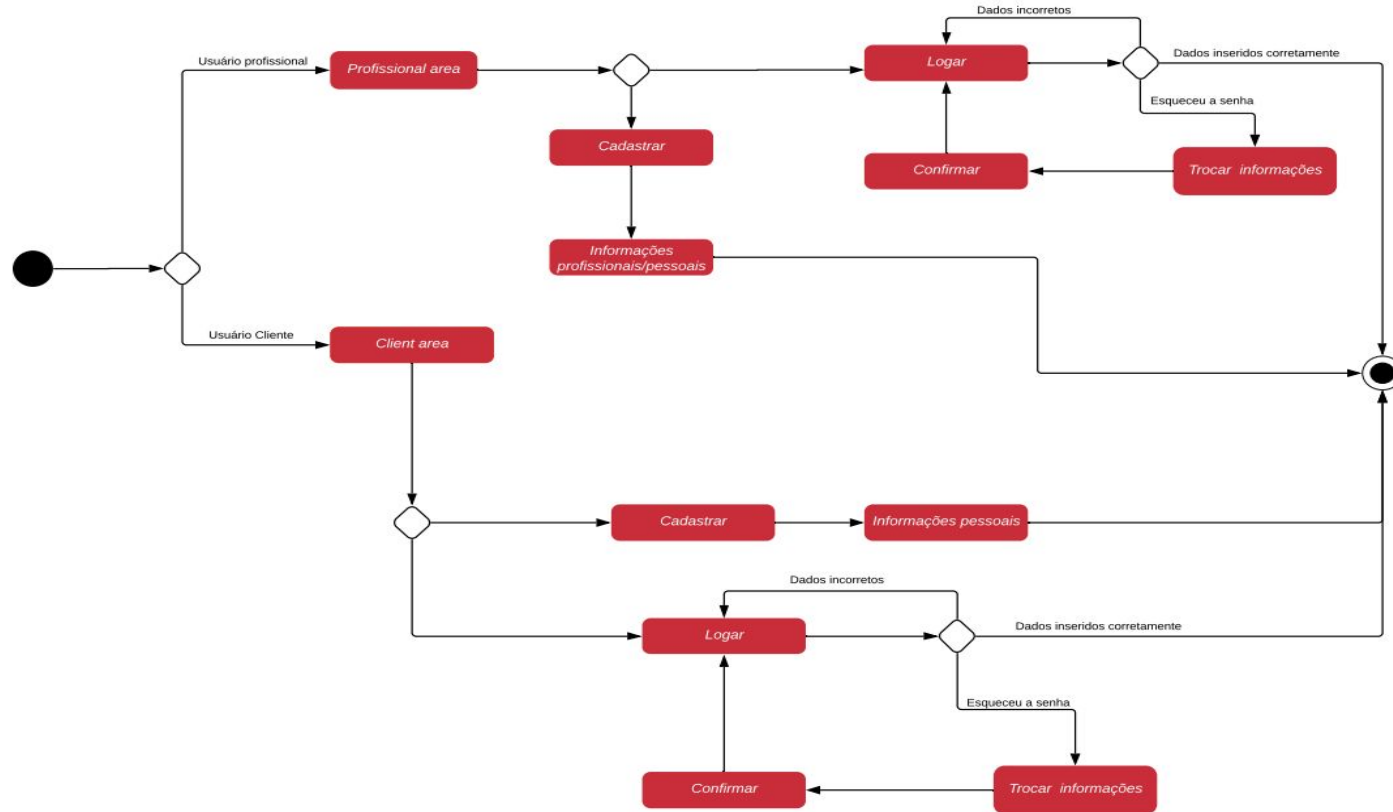 Dados incorretos
Usuário profissional
Dados inseridos corretamente
Profissional area
Logar
Esqueceu a senha
Cadastrar
Confirmar
Trocar  informações
Informações
profissionais/pessoais
Usuário Cliente
Client area
Cadastrar
Informações pessoais
Dados incorretos
Logar
Dados inseridos corretamente
Esqueceu a senha
Confirmar
Trocar  informações